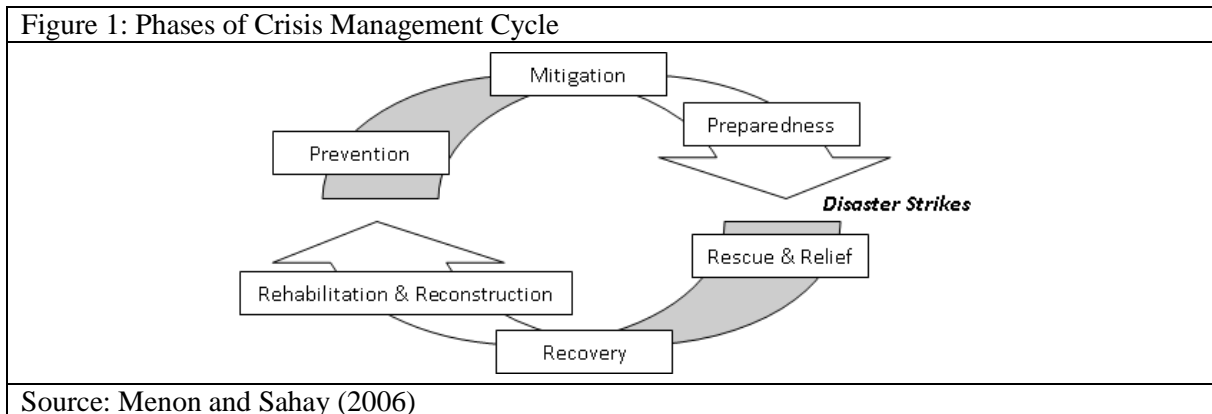 Figure 1: Phases of Crisis Management Cycle
Mitigation
Preparedness
Prevention
Disaster Strikes
Rescue & Relief
Rehabilitation & Reconstruction
Recovery
Source: Menon and Sahay (2006)